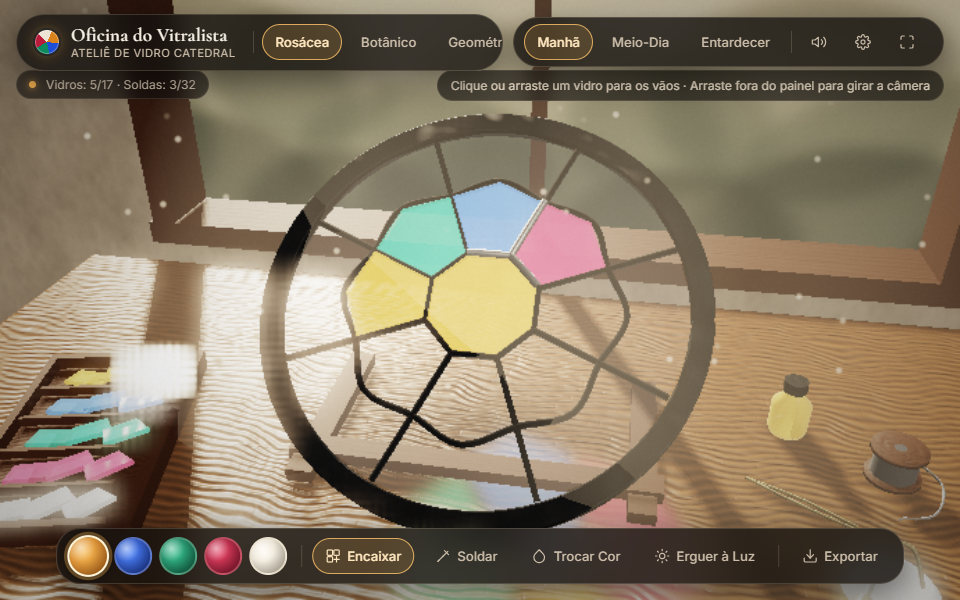 Oficina do Vitralista
ATELIÊ DE VIDRO CATEDRAL
Rosácea
Botânico
Geométr
Manhã
Meio-Dia
Entardecer
Vidros: 5/17 · Soldas: 3/32
Clique ou arraste um vidro para os vãos · Arraste fora do painel para girar a câmera
Encaixar
Soldar
Trocar Cor
Erguer à Luz
Exportar